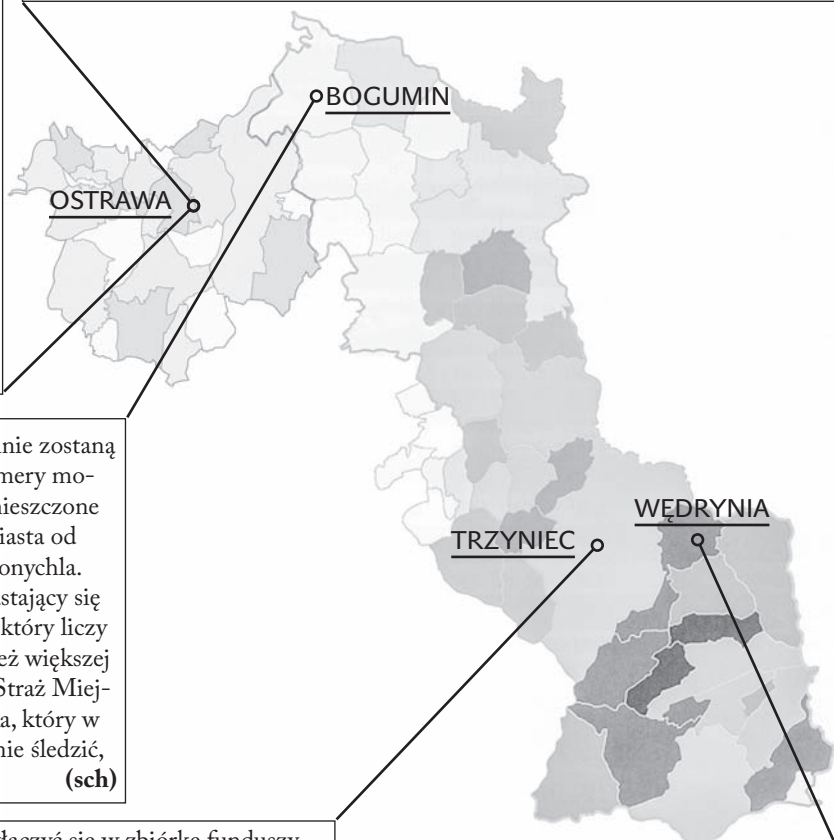 BOGUMIN
OSTRAWA
WĘDRYNIA
TRZYNIEC
nie zostaną
mery mo-
nieszczone
iasta od
onychla.
stający się
który liczy
eż większej
Straż Miej-
a, który w
nie śledzić,
(sch)
łączyć się w zbiórkę funduszy